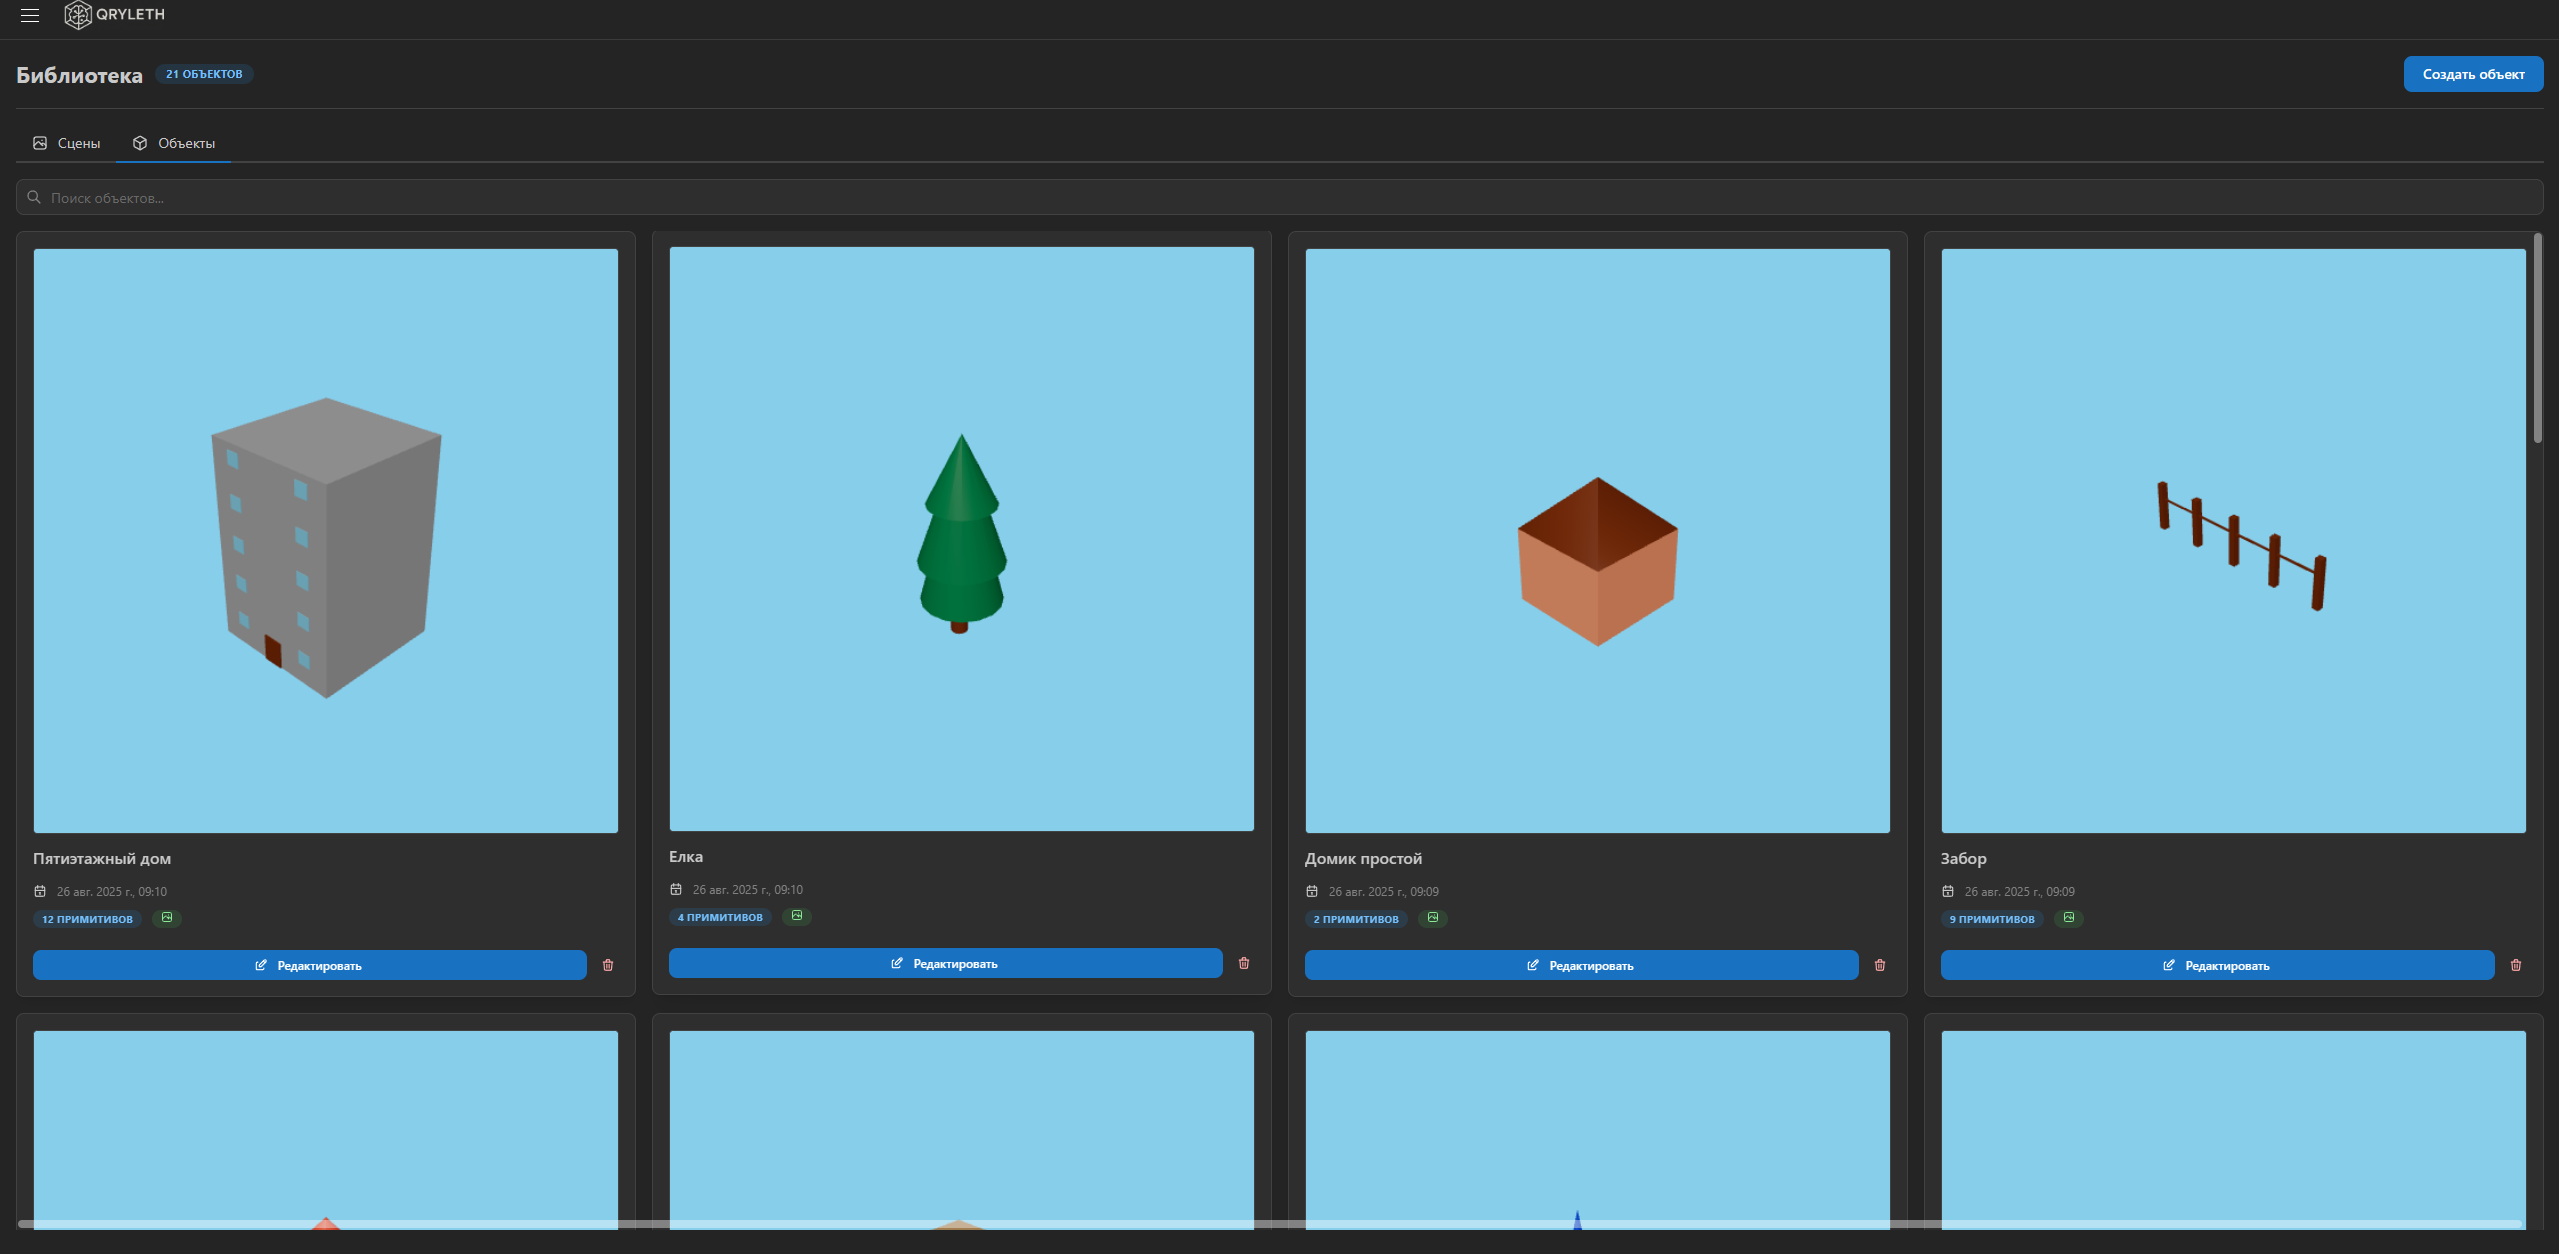 QRYLETH
Библиотека
21 ОБЪЕКТОВ
Создать объект
Сцены
Объекты
Поиск объектов...
Пятиэтажный дом
26 авг. 2025 г., 09:10
12 ПРИМИТИВОВ
Редактировать
Елка
26 авг. 2025 г., 09:10
4 ПРИМИТИВОВ
Редактировать
Домик простой
26 авг. 2025 г., 09:09
2 ПРИМИТИВОВ
Редактировать
Забор
26 авг. 2025 г., 09:09
9 ПРИМИТИВОВ
Редактировать